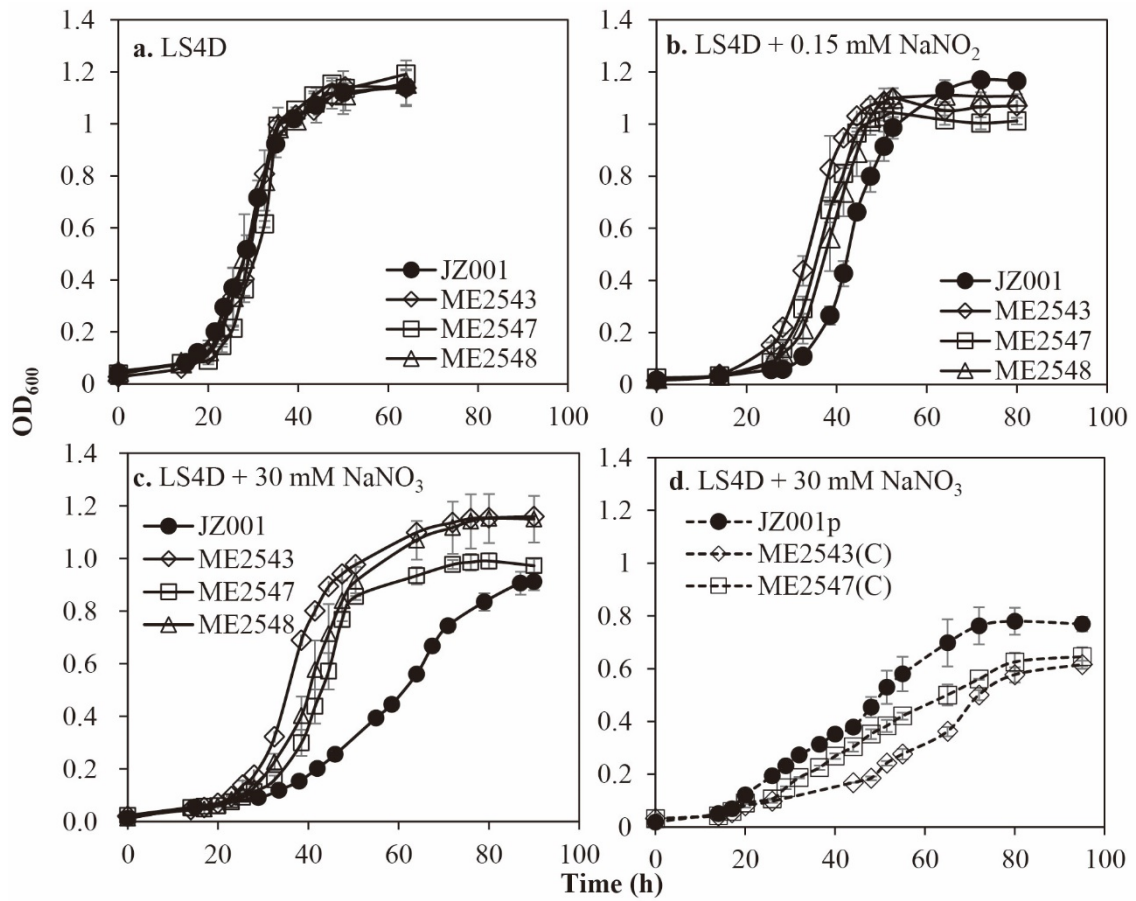 a. LS4D
1.4
1.2
1
0.8
0.6
0.4
0.2
0
JZ001
ME2543
ME2547
ME2548
0 20 40 60 80 100
b. LS4D + 0.15 mM NaNO₂
1.4
1.2
1
0.8
0.6
0.4
0.2
0
JZ001
ME2543
ME2547
ME2548
0 20 40 60 80 100
OD₆₀₀
c. LS4D + 30 mM NaNO₃
1.4
1.2
1.0
0.8
0.6
0.4
0.2
0.0
JZ001
ME2543
ME2547
ME2548
0 20 40 60 80 100
d. LS4D + 30 mM NaNO₃
1.4
1.2
1
0.8
0.6
0.4
0.2
0
JZ001p
ME2543(C)
ME2547(C)
0 20 40 60 80 100
Time (h)